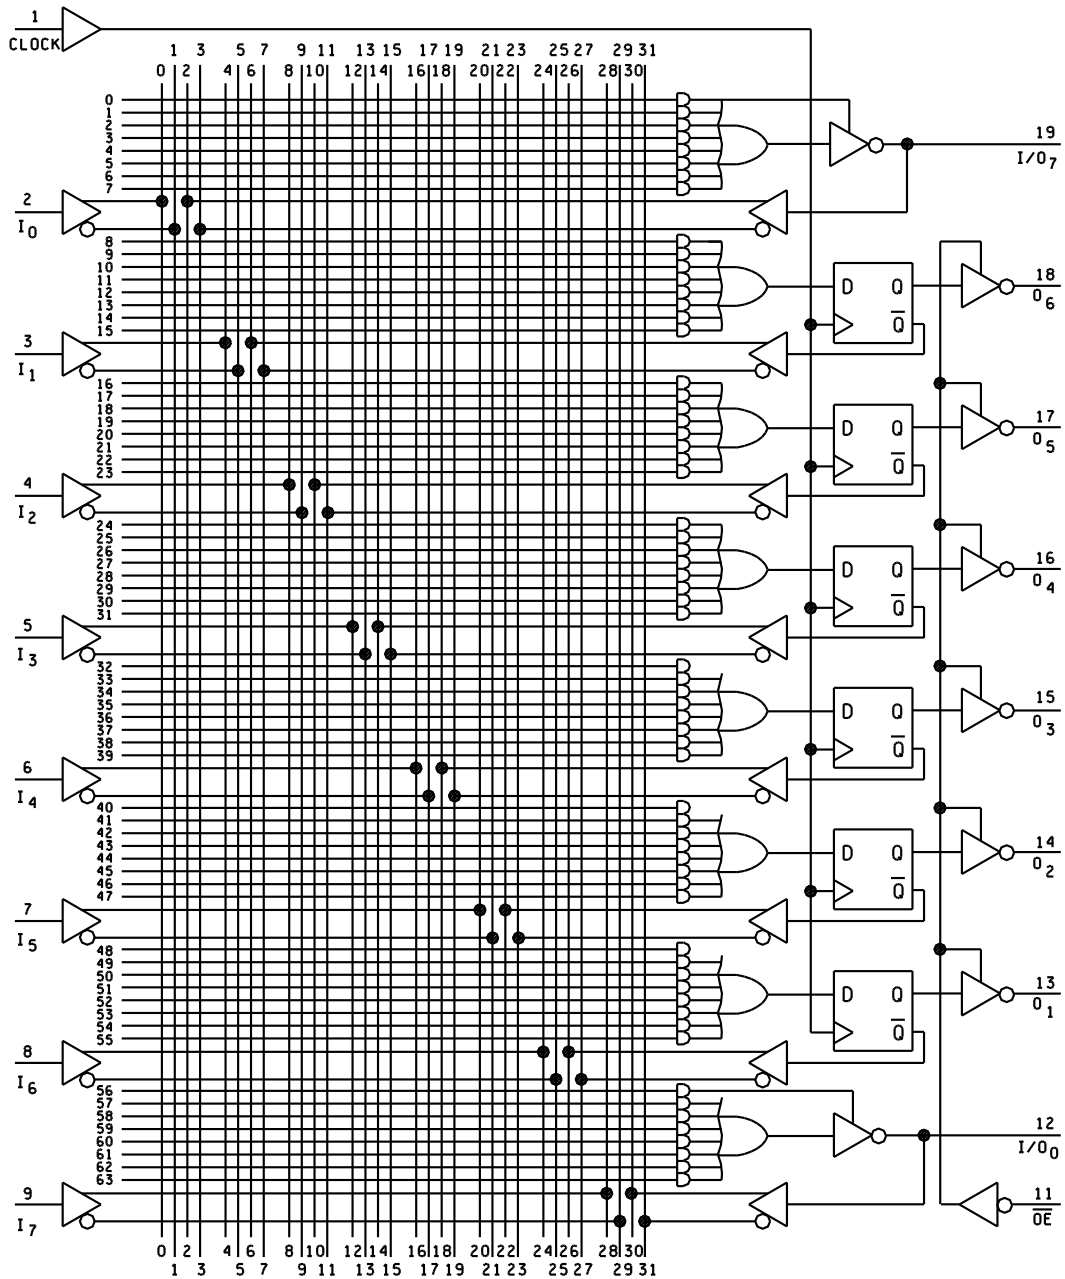 1
CLOCK
1 3 5 7 9 11 13 15 17 19 21 23 25 27 29 31
0 2 4 6 8 10 12 14 16 18 20 22 24 26 28 30
0
1
2
3
4
5
6
7
19
I/O7
2
I0
8
9
10
11
12
13
14
15
D Q
Q̅
18
O6
3
I1
16
17
18
19
20
21
22
23
D Q
Q̅
17
O5
4
I2
24
25
26
27
28
29
30
31
D Q
Q̅
16
O4
5
I3
32
33
34
35
36
37
38
39
D Q
Q̅
15
O3
6
I4
40
41
42
43
44
45
46
47
D Q
Q̅
14
O2
7
I5
48
49
50
51
52
53
54
55
D Q
Q̅
13
O1
8
I6
56
57
58
59
60
61
62
63
12
I/O0
9
I7
11
O̅E̅
0 2 4 6 8 10 12 14 16 18 20 22 24 26 28 30
1 3 5 7 9 11 13 15 17 19 21 23 25 27 29 31